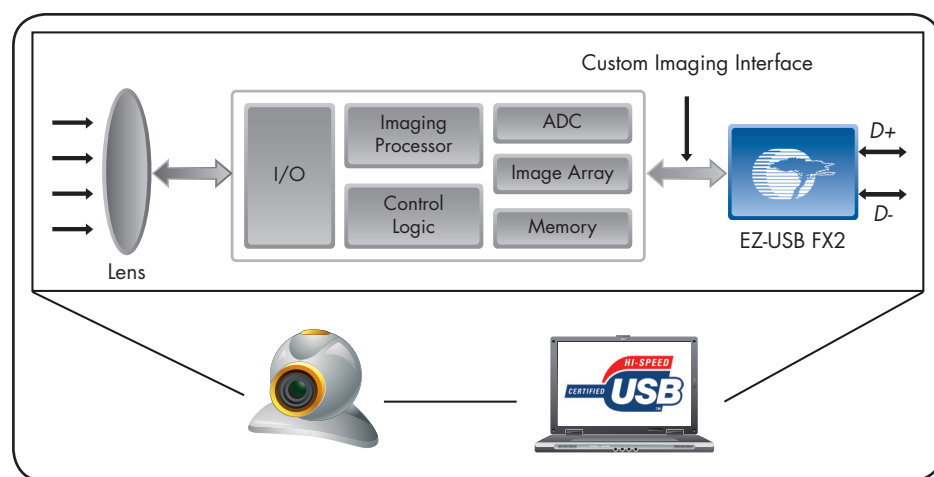 Custom Imaging Interface
I/O
Imaging
Processor
Control
Logic
ADC
Image Array
Memory
D+
D-
Lens
EZ-USB FX2
HI-SPEED
CERTIFIED
USB
TM